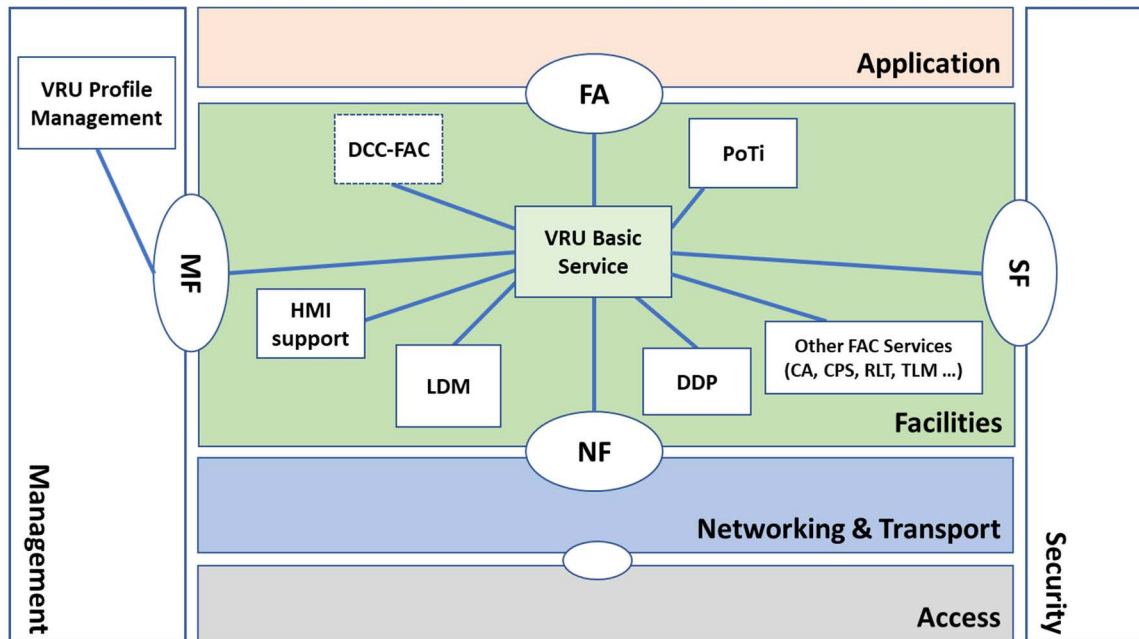 Application
VRU Profile
Management
FA
DCC-FAC
PoTi
VRU Basic
Service
MF
SF
HMI
support
LDM
DDP
Other FAC Services
(CA, CPS, RLT, TLM ...)
Facilities
NF
Management
Networking & Transport
Security
Access